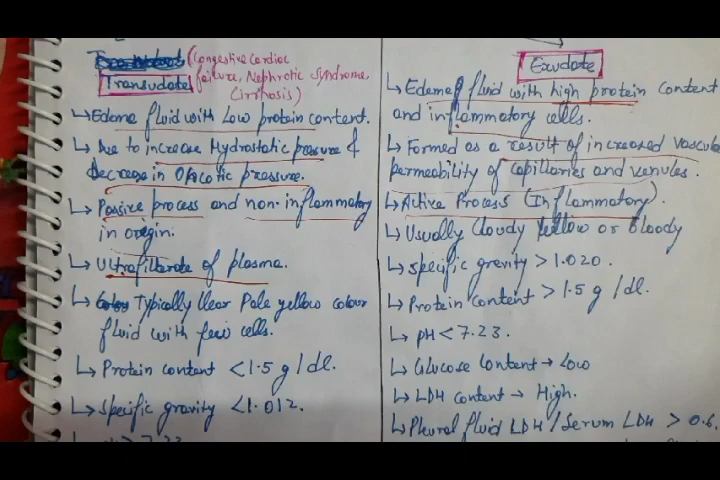 (Congestive Cardiac
Transudate failure, Nephrotic Syndrome,
Cirrhosis)
↳ Edema fluid with Low protein content.
↳ Due to increase Hydrostatic pressure &
decrease in Oncotic pressure.
↳ Passive process and non-inflammatory
in origin.
↳ Ultrafiltrate of plasma.
↳ Typically clear Pale yellow colour
fluid with few cells.
↳ Protein content < 1.5 g / dl.
↳ Specific gravity < 1.012.
Exudate
↳ Edema fluid with high protein content
and inflammatory cells.
↳ Formed as a result of increased vascular
permeability of capillaries and venules.
↳ Active Process (Inflammatory).
↳ Usually Cloudy yellow or Bloody
↳ Specific gravity > 1.020.
↳ Protein content > 1.5 g / dl.
↳ pH < 7.23.
↳ Glucose Content → Low
↳ LDH content → High.
↳ Pleural fluid LDH / Serum LDH > 0.6.